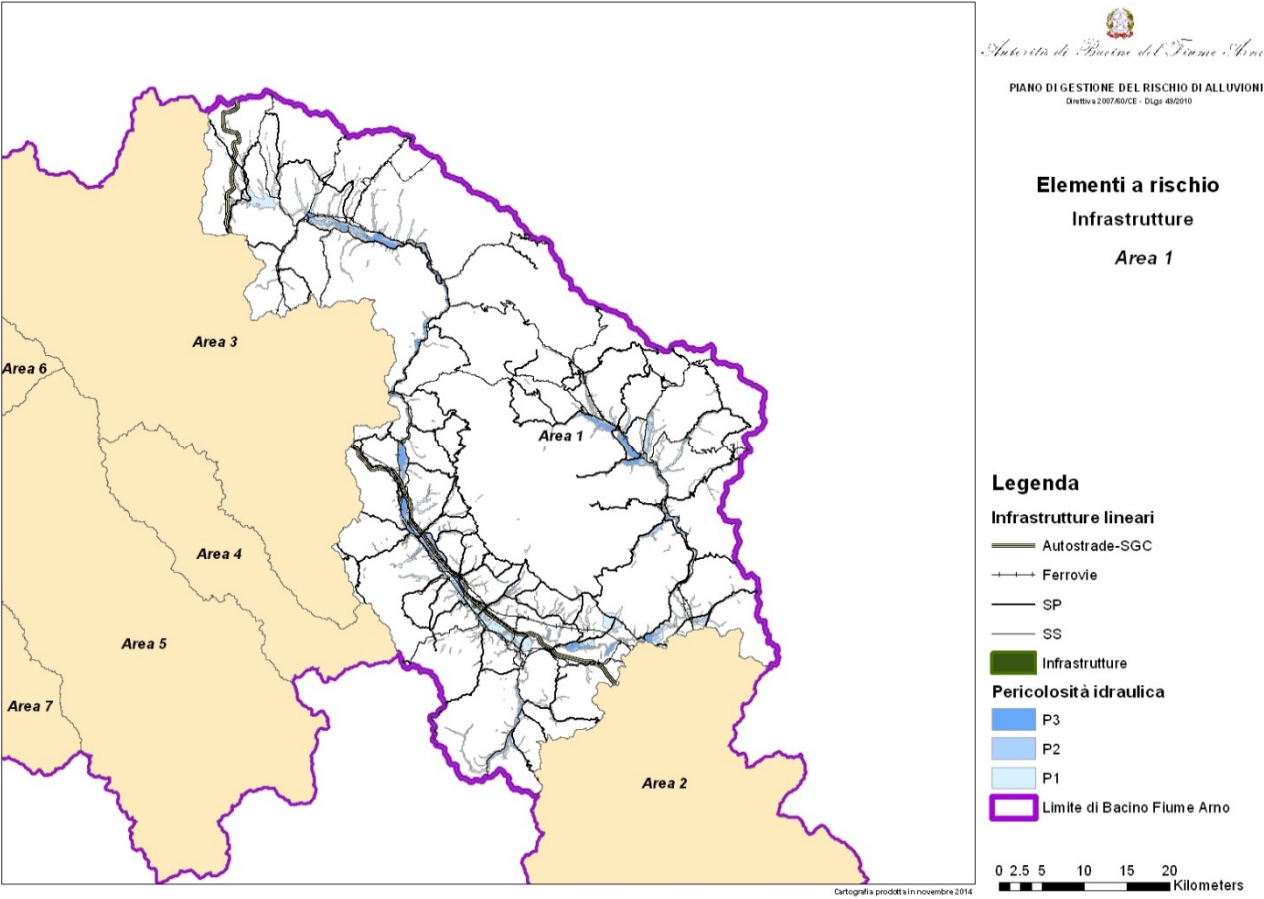 Autorità di Bacino del Fiume Arno
PIANO DI GESTIONE DEL RISCHIO DI ALLUVIONI
Direttiva 2007/60/CE - DLgs 49/2010
Elementi a rischio
Infrastrutture
Area 1
Area 3
Area 6
Area 1
Area 4
Area 5
Area 7
Area 2
Legenda
Infrastrutture lineari
Autostrade-SGC
Ferrovie
SP
SS
Infrastrutture
Pericolosità idraulica
P3
P2
P1
Limite di Bacino Fiume Arno
0 2.5 5 10 15 20
Kilometers
Cartografia prodotta in novembre 2014